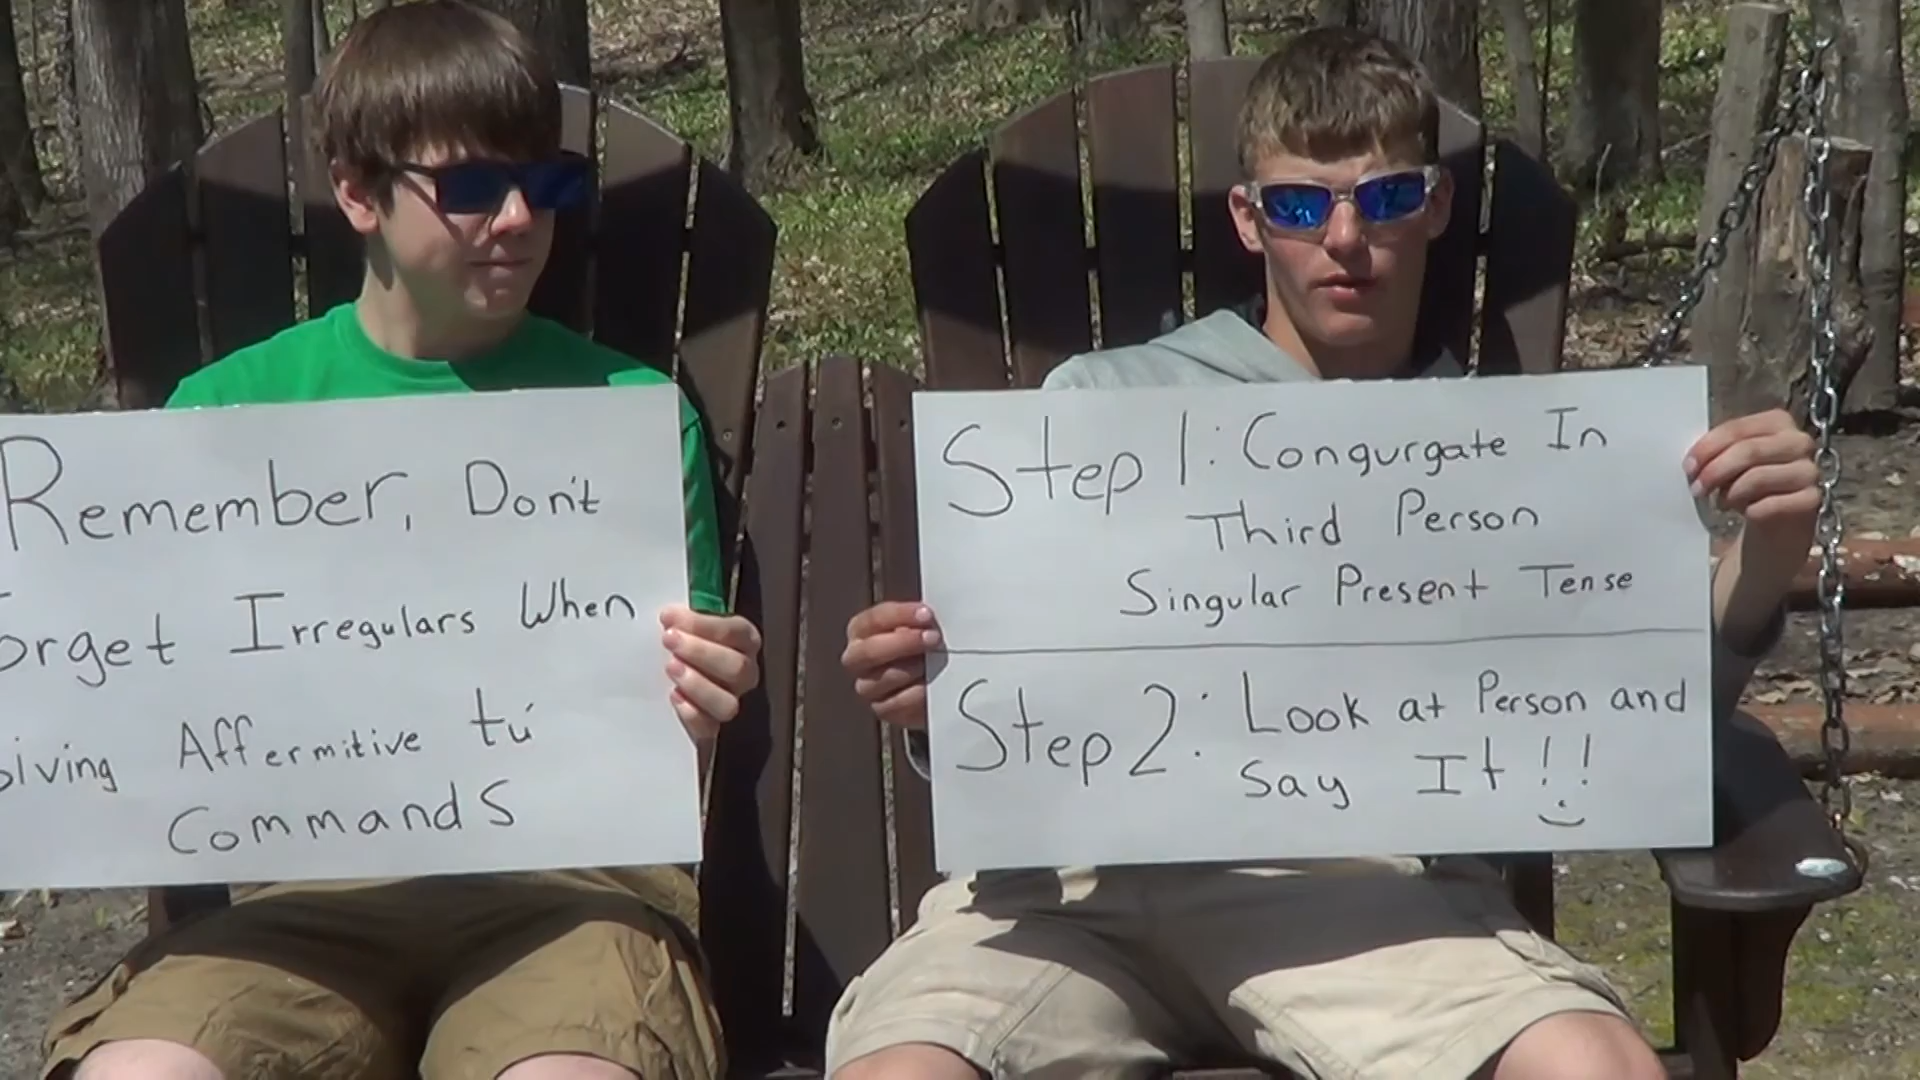 Remember, Don't
orget Irregulars When
olving Affermitive tú
Commands
Step 1: Congurgate In
Third Person
Singular Present Tense
Step 2: Look at Person and
Say It!!